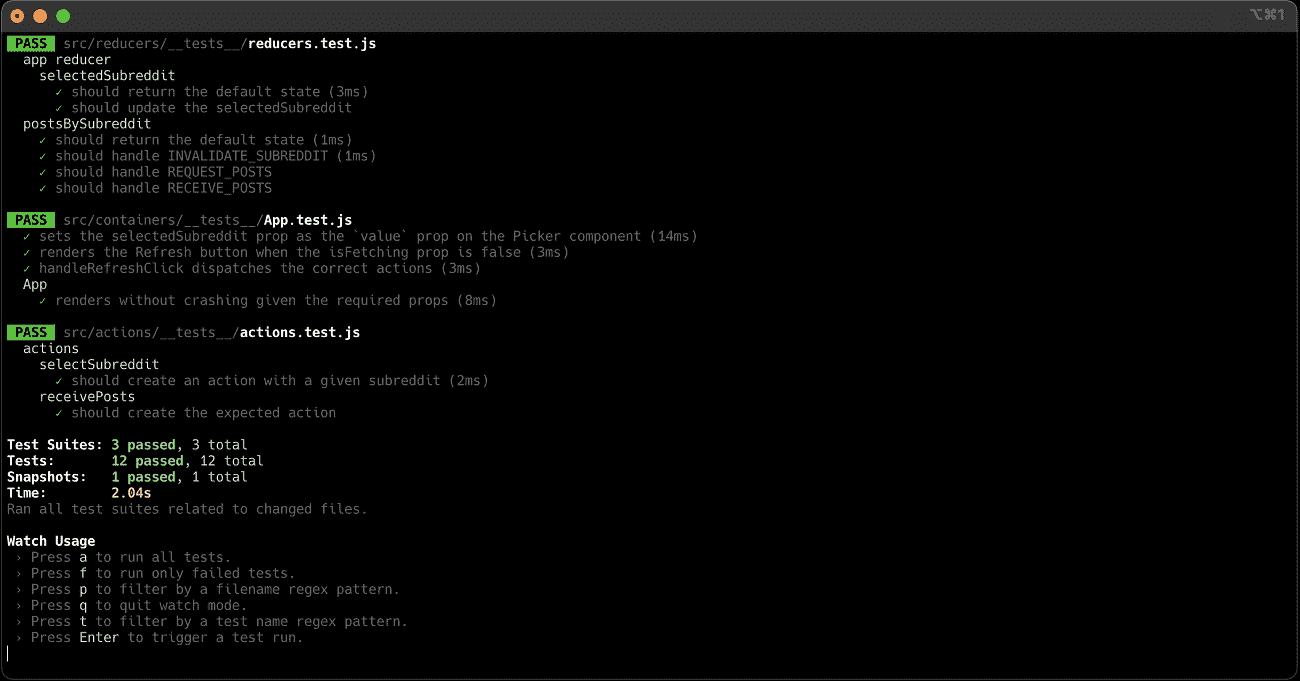 ⌥⌘1
PASS src/reducers/__tests__/reducers.test.js
app reducer
selectedSubreddit
✓ should return the default state (3ms)
✓ should update the selectedSubreddit
postsBySubreddit
✓ should return the default state (1ms)
✓ should handle INVALIDATE_SUBREDDIT (1ms)
✓ should handle REQUEST_POSTS
✓ should handle RECEIVE_POSTS
PASS src/containers/__tests__/App.test.js
✓ sets the selectedSubreddit prop as the `value` prop on the Picker component (14ms)
✓ renders the Refresh button when the isFetching prop is false (3ms)
✓ handleRefreshClick dispatches the correct actions (3ms)
App
✓ renders without crashing given the required props (8ms)
PASS src/actions/__tests__/actions.test.js
actions
selectSubreddit
✓ should create an action with a given subreddit (2ms)
receivePosts
✓ should create the expected action
Test Suites: 3 passed, 3 total
Tests: 12 passed, 12 total
Snapshots: 1 passed, 1 total
Time: 2.04s
Ran all test suites related to changed files.
Watch Usage
› Press a to run all tests.
› Press f to run only failed tests.
› Press p to filter by a filename regex pattern.
› Press q to quit watch mode.
› Press t to filter by a test name regex pattern.
› Press Enter to trigger a test run.